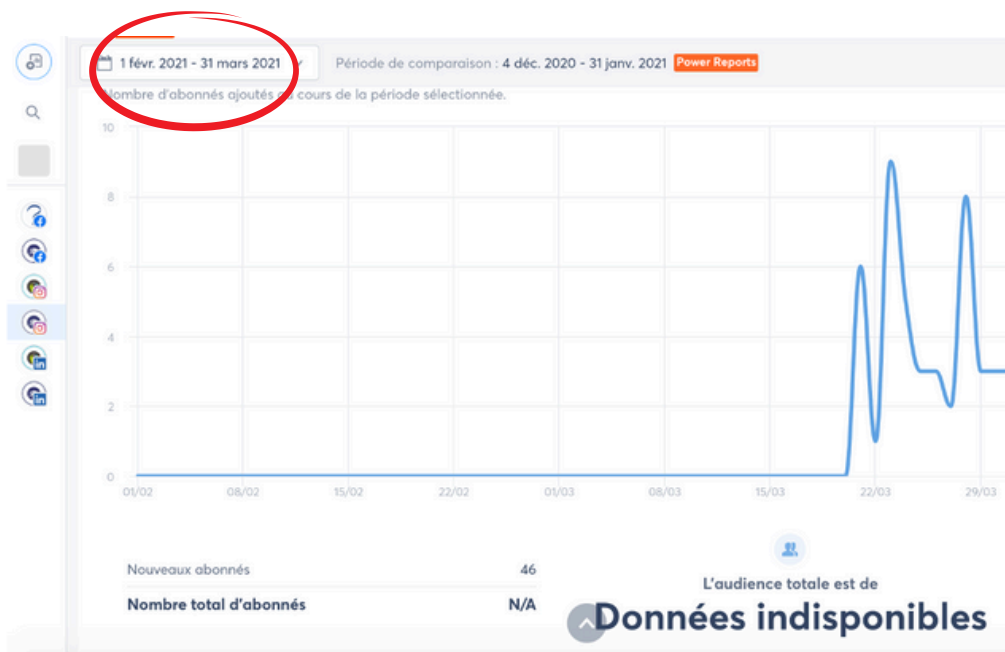 1 févr. 2021 - 31 mars 2021 Période de comparaison : 4 déc. 2020 - 31 janv. 2021 Power Reports
Nombre d'abonnés ajoutés au cours de la période sélectionnée.
10
8
6
4
2
0
01/02 08/02 15/02 22/02 01/03 08/03 15/03 22/03 29/03
Nouveaux abonnés 46
Nombre total d'abonnés N/A
L'audience totale est de
Données indisponibles
in
in